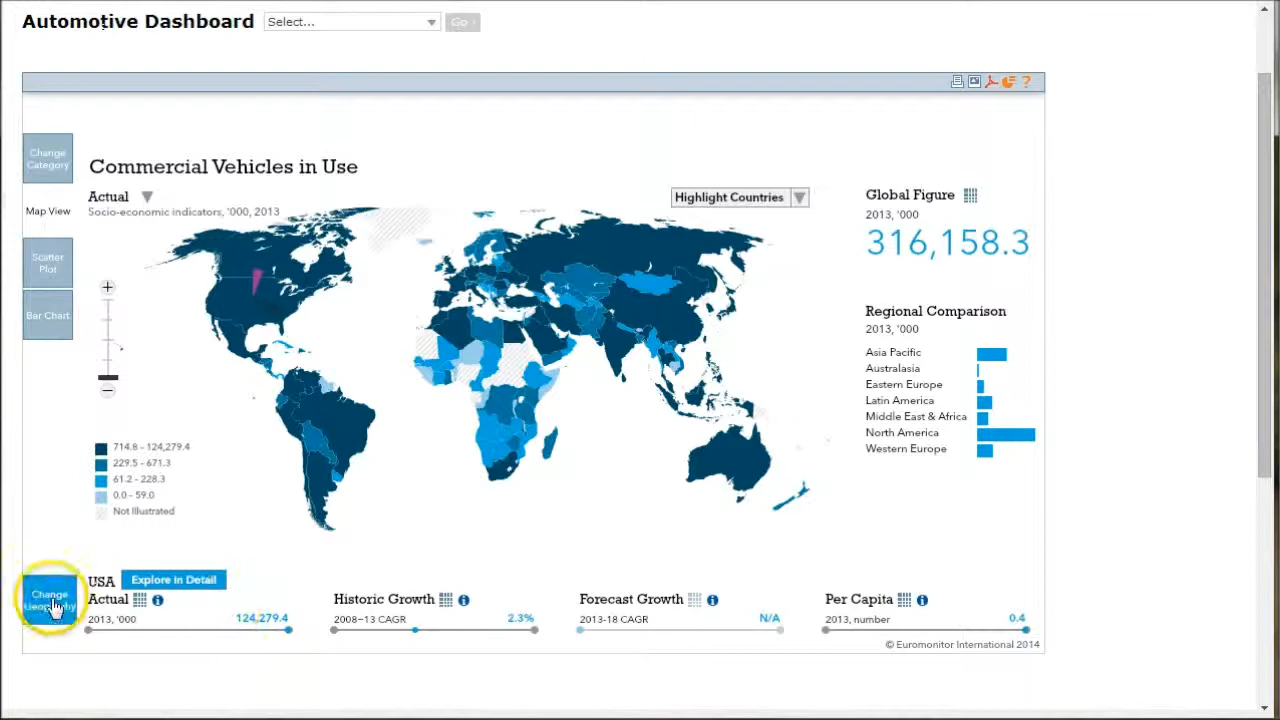 Automotive Dashboard
Select...
Go
Change
Category
Commercial Vehicles in Use
Actual
Socio-economic indicators, '000, 2013
Highlight Countries
Map View
Scatter
Plot
Bar Chart
+
−
714.8 - 124,279.4
229.5 - 671.3
61.2 - 228.3
0.0 - 59.0
Not Illustrated
Global Figure
2013, '000
316,158.3
Regional Comparison
2013, '000
Asia Pacific
Australasia
Eastern Europe
Latin America
Middle East & Africa
North America
Western Europe
Change
Geography
USA
Explore in Detail
Actual
2013, '000
124,279.4
Historic Growth
2008–13 CAGR
2.3%
Forecast Growth
2013-18 CAGR
N/A
Per Capita
2013, number
0.4
© Euromonitor International 2014